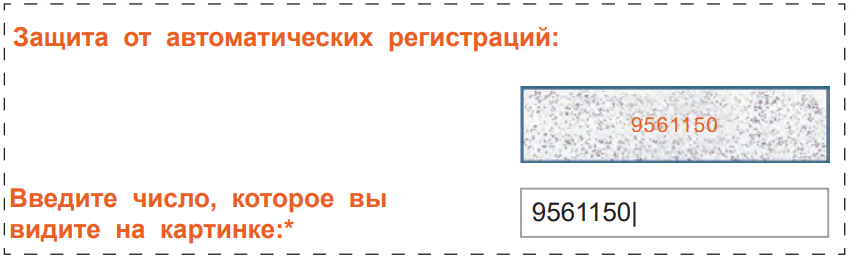 Защита от автоматических регистраций:
9561150
Введите число, которое вы
видите на картинке:*
9561150